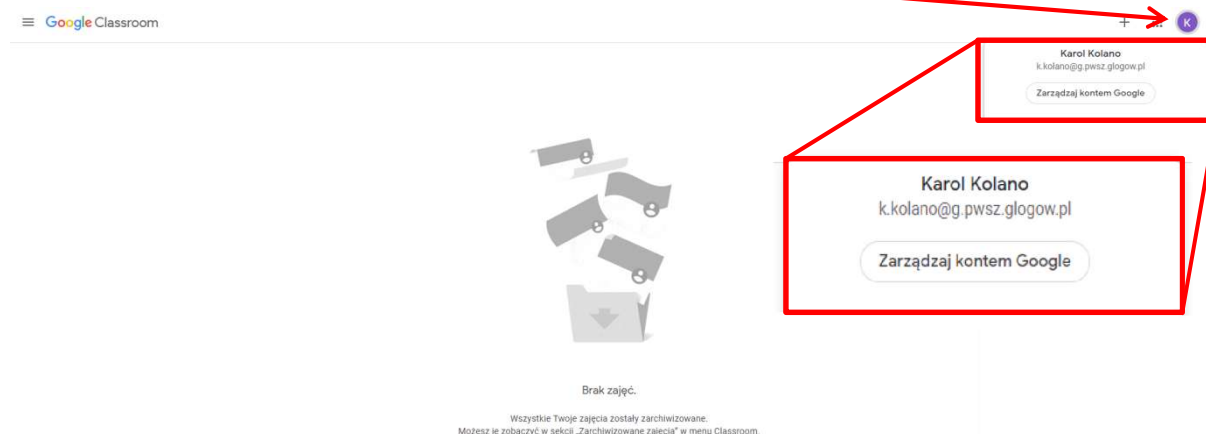 Google Classroom
K
Karol Kolano
k.kolano@g.pwsz.glogow.pl
Zarządzaj kontem Google
Karol Kolano
k.kolano@g.pwsz.glogow.pl
Zarządzaj kontem Google
Brak zajęć.
Wszystkie Twoje zajęcia zostały zarchiwizowane.
Możesz je zobaczyć w sekcji „Zarchiwizowane zajęcia” w menu Classroom.